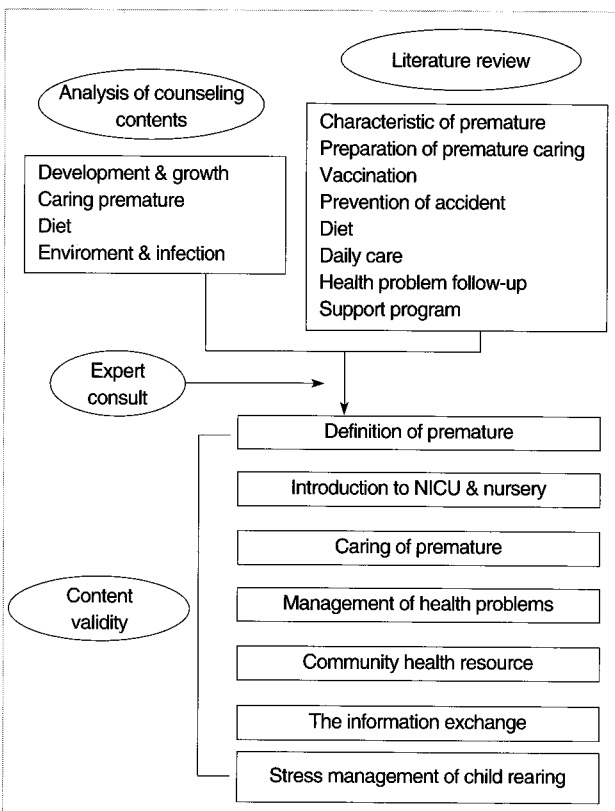 Literature review
Analysis of counseling
contents
Characteristic of premature
Preparation of premature caring
Vaccination
Prevention of accident
Diet
Daily care
Health problem follow-up
Support program
Development & growth
Caring premature
Diet
Enviroment & infection
Expert
consult
Definition of premature
Introduction to NICU & nursery
Caring of premature
Content
validity
Management of health problems
Community health resource
The information exchange
Stress management of child rearing